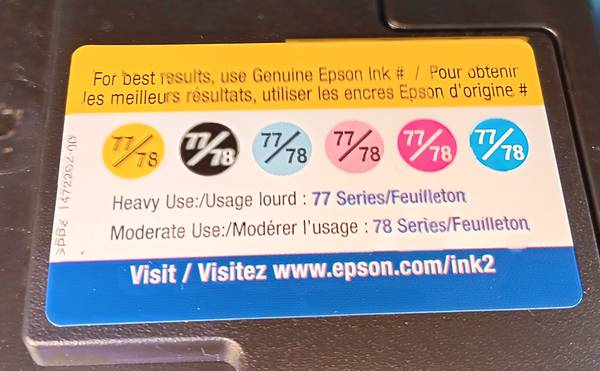 For best results, use Genuine Epson Ink # / Pour obtenir
les meilleurs résultats, utiliser les encres Epson d'origine #
77/78 77/78 77/78 77/78 77/78 77/78
Heavy Use:/Usage lourd : 77 Series/Feuilleton
Moderate Use:/Modérer l'usage : 78 Series/Feuilleton
Visit / Visitez www.epson.com/ink2